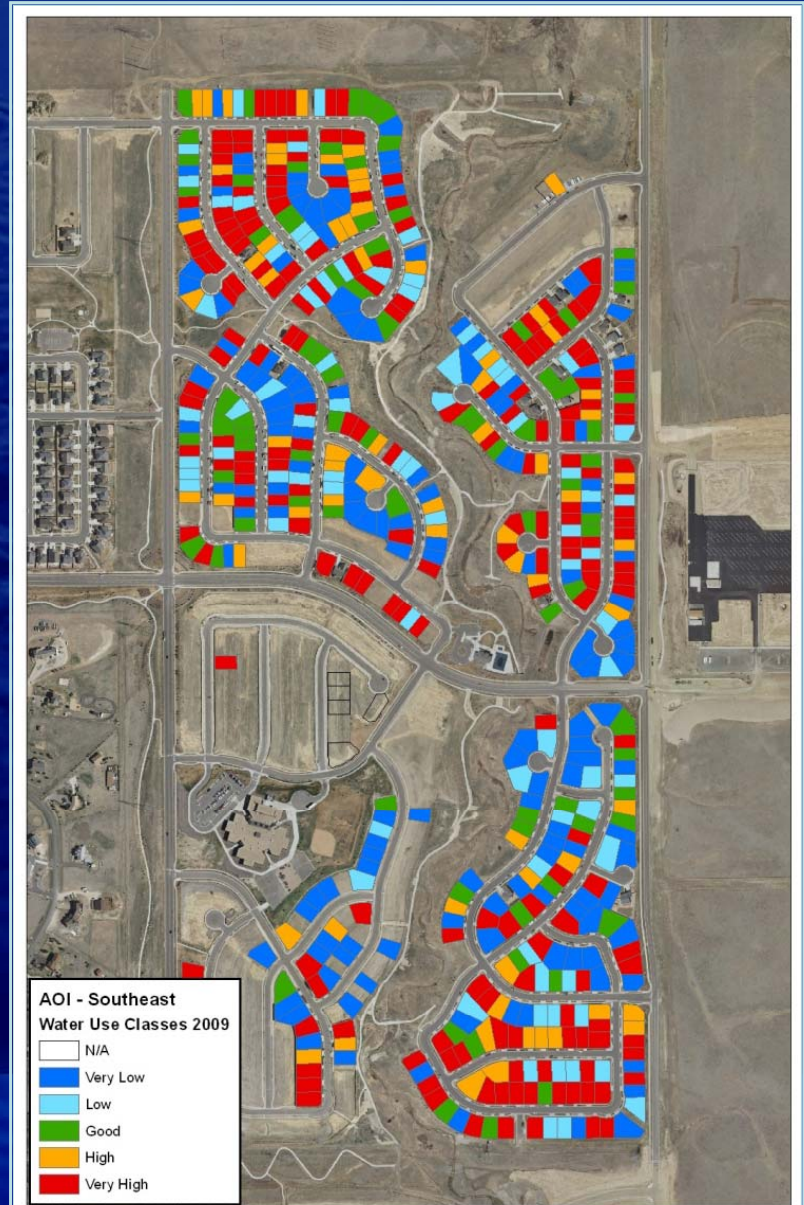 AOI - Southeast
Water Use Classes 2009
N/A
Very Low
Low
Good
High
Very High